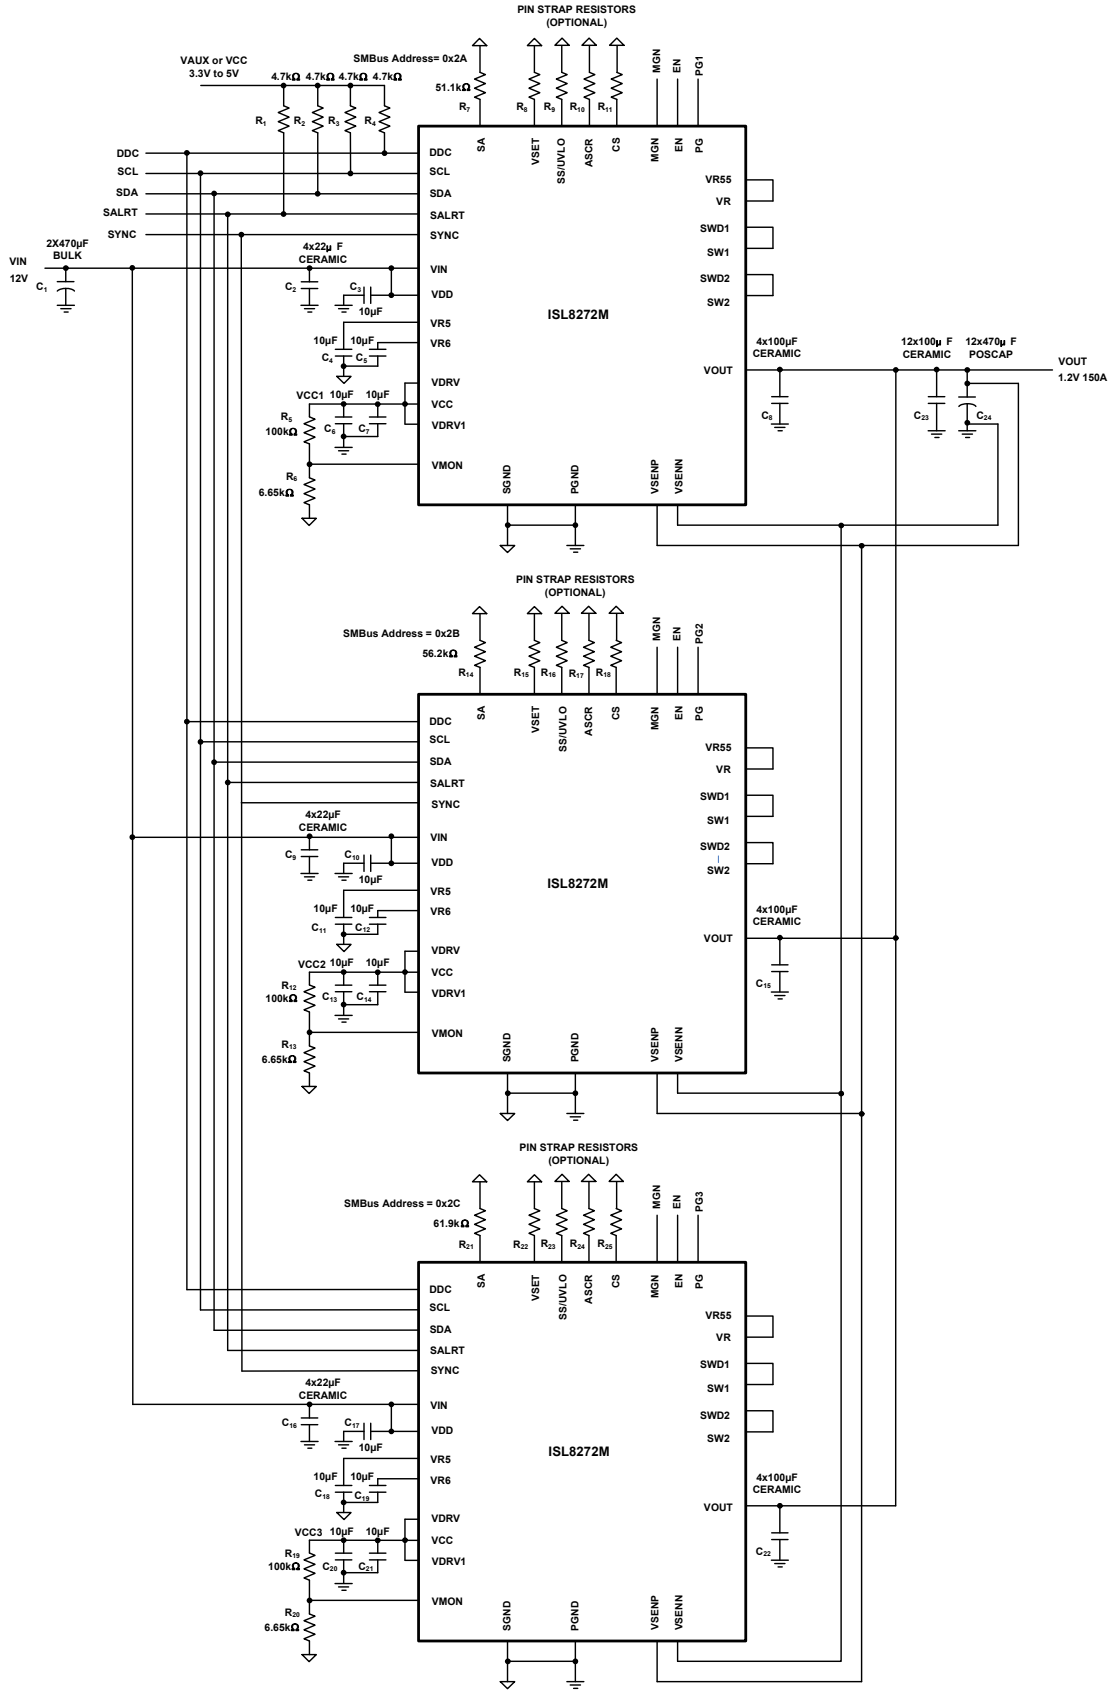 PIN STRAP RESISTORS
(OPTIONAL)
SMBus Address= 0x2A
VAUX or VCC
3.3V to 5V
4.7kΩ 4.7kΩ 4.7kΩ 4.7kΩ
R1 R2 R3 R4
51.1kΩ
R7 R8 R9 R10 R11
MGN EN PG1
SA VSET SS/UVLO ASCR CS MGN EN PG
DDC DDC
SCL SCL
SDA SDA
SALRT SALRT
SYNC SYNC
VR55
VR
SWD1
SW1
SWD2
SW2
VIN
12V
2X470µF
BULK
C1
4x22µ F
CERAMIC
C2
C3
10µF
VIN
VDD
ISL8272M
VR5
VR6
10µF 10µF
C4 C5
VDRV
VCC
VDRV1
VCC1 10µF 10µF
R5
100kΩ
C6 C7
VMON
R6
6.65kΩ
VOUT
4x100µF
CERAMIC
C8
12x100µ F
CERAMIC
C23
12x470µ F
POSCAP
C24
VOUT
1.2V 150A
SGND PGND VSENP VSENN
PIN STRAP RESISTORS
(OPTIONAL)
SMBus Address = 0x2B
56.2kΩ
R14 R15 R16 R17 R18
MGN EN PG2
SA VSET SS/UVLO ASCR CS MGN EN PG
DDC
SCL
SDA
SALRT
SYNC
VR55
VR
SWD1
SW1
SWD2
SW2
4x22µF
CERAMIC
C9
C10
10µF
VIN
VDD
ISL8272M
VR5
VR6
10µF 10µF
C11 C12
VDRV
VCC
VDRV1
VCC2 10µF 10µF
R12
100kΩ
C13 C14
VMON
R13
6.65kΩ
VOUT
4x100µF
CERAMIC
C15
SGND PGND VSENP VSENN
PIN STRAP RESISTORS
(OPTIONAL)
SMBus Address = 0x2C
61.9kΩ
R21 R22 R23 R24 R25
MGN EN PG3
SA VSET SS/UVLO ASCR CS MGN EN PG
DDC
SCL
SDA
SALRT
SYNC
VR55
VR
SWD1
SW1
SWD2
SW2
4x22µF
CERAMIC
C16
C17
10µF
VIN
VDD
ISL8272M
VR5
VR6
10µF 10µF
C18 C19
VDRV
VCC
VDRV1
VCC3 10µF 10µF
R19
100kΩ
C20 C21
VMON
R20
6.65kΩ
VOUT
4x100µF
CERAMIC
C22
SGND PGND VSENP VSENN